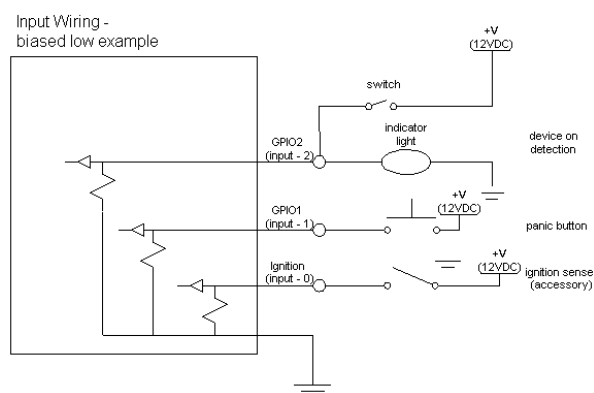 Input Wiring -
biased low example
+V
(12VDC)
switch
indicator
light
GPIO2
(input - 2)
device on
detection
+V
(12VDC)
GPIO1
(input - 1)
panic button
+V
(12VDC)
Ignition
(input - 0)
ignition sense
(accessory)